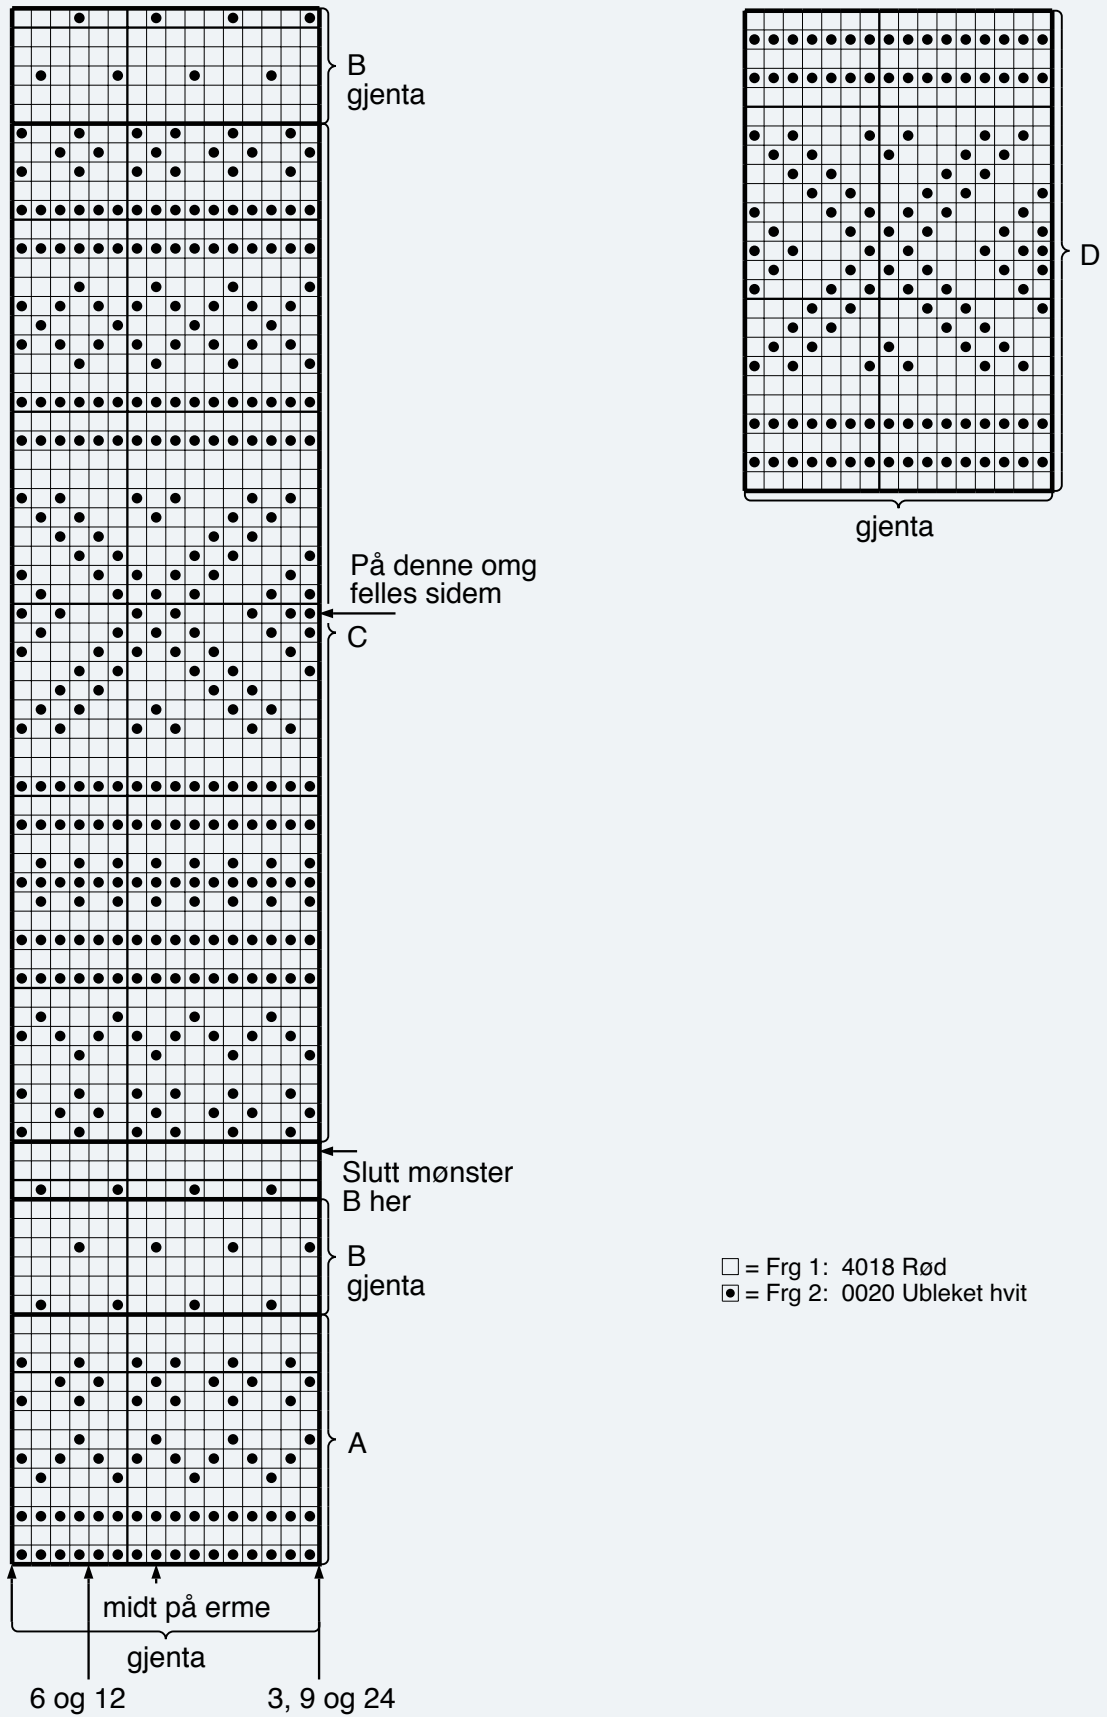 B
gjenta
D
gjenta
På denne omg
felles sidem
C
Slutt mønster
B her
B
gjenta
□ = Frg 1: 4018 Rød
▣ = Frg 2: 0020 Ubleket hvit
A
midt på erme
gjenta
6 og 12
3, 9 og 24